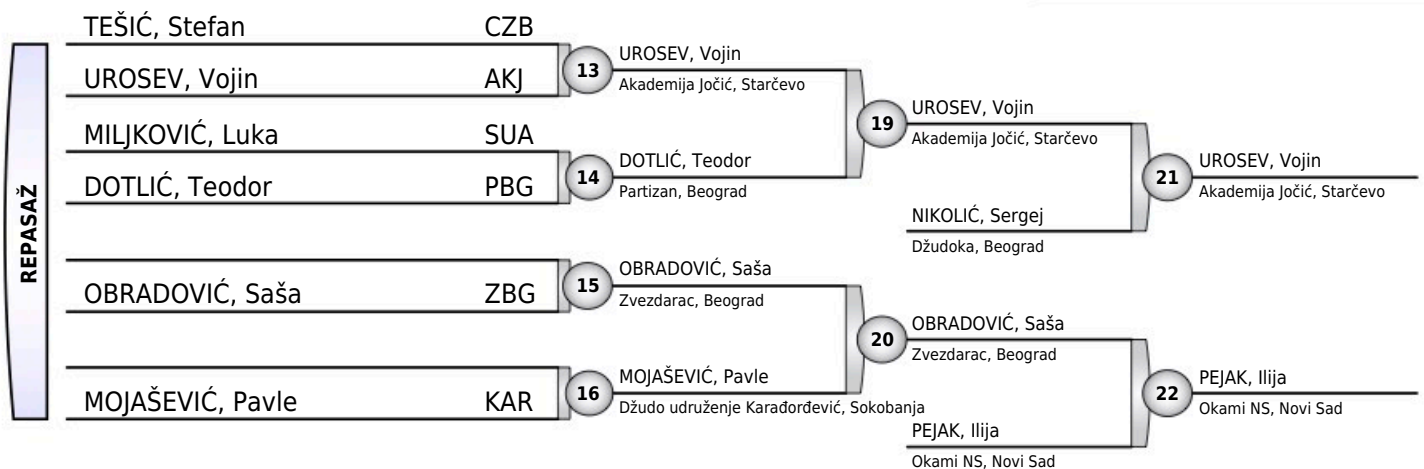 REPASAŽ
TEŠIĆ, Stefan CZB
UROSEV, Vojin AKJ
MILJKOVIĆ, Luka SUA
DOTLIĆ, Teodor PBG
OBRADOVIĆ, Saša ZBG
MOJAŠEVIĆ, Pavle KAR
13
UROSEV, Vojin
Akademija Jočić, Starčevo
14
DOTLIĆ, Teodor
Partizan, Beograd
15
OBRADOVIĆ, Saša
Zvezdarac, Beograd
16
MOJAŠEVIĆ, Pavle
Džudo udruženje Karađorđević, Sokobanja
19
UROSEV, Vojin
Akademija Jočić, Starčevo
NIKOLIĆ, Sergej
Džudoka, Beograd
20
OBRADOVIĆ, Saša
Zvezdarac, Beograd
PEJAK, Ilija
Okami NS, Novi Sad
21
UROSEV, Vojin
Akademija Jočić, Starčevo
22
PEJAK, Ilija
Okami NS, Novi Sad